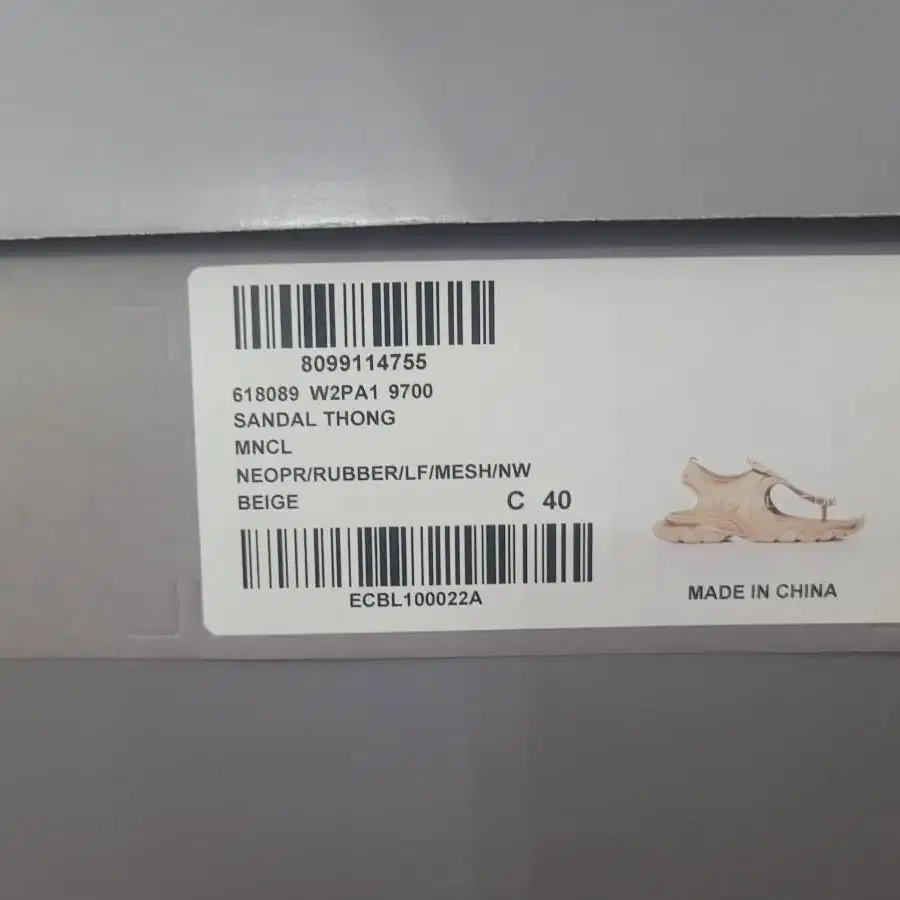 8099114755
618089 W2PA1 9700
SANDAL THONG
MNCL
NEOPR/RUBBER/LF/MESH/NW
BEIGE C 40
ECBL100022A
MADE IN CHINA